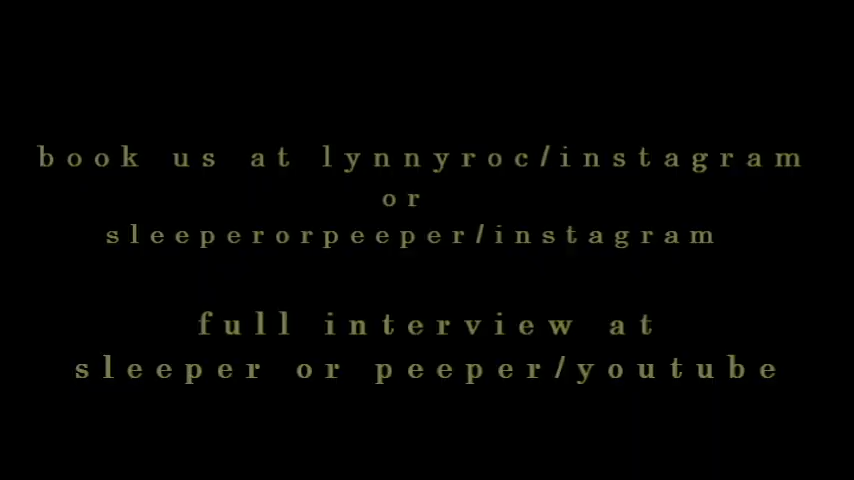 book us at lynnyroc/instagram
or
sleeperorpeeper/instagram
full interview at
sleeper or peeper/youtube